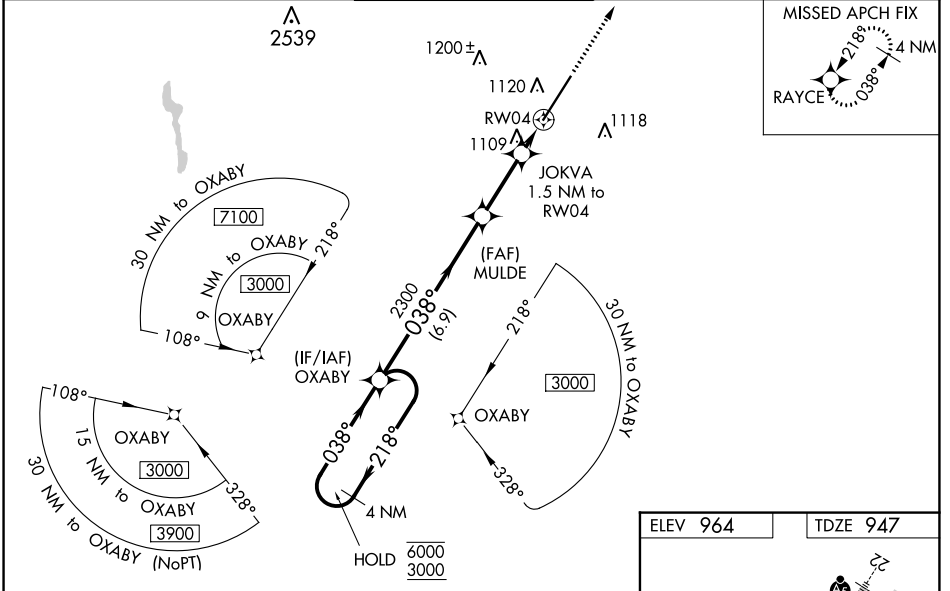 2539
1200±
1120
RW04
1109
1118
MISSED APCH FIX
218°
4 NM
038°
RAYCE
JOKVA
1.5 NM to
RW04
(FAF)
MULDE
30 NM to OXABY
7100
9 NM to OXABY
3000
218°
OXABY
108°
2300
038°
(6.9)
(IF/IAF)
OXABY
218°
30 NM to OXABY
3000
OXABY
328°
108°
OXABY
15 NM to OXABY
3000
328°
30 NM to OXABY (NoPT)
3900
038°
218°
4 NM
HOLD
6000
3000
ELEV 964
TDZE 947
22